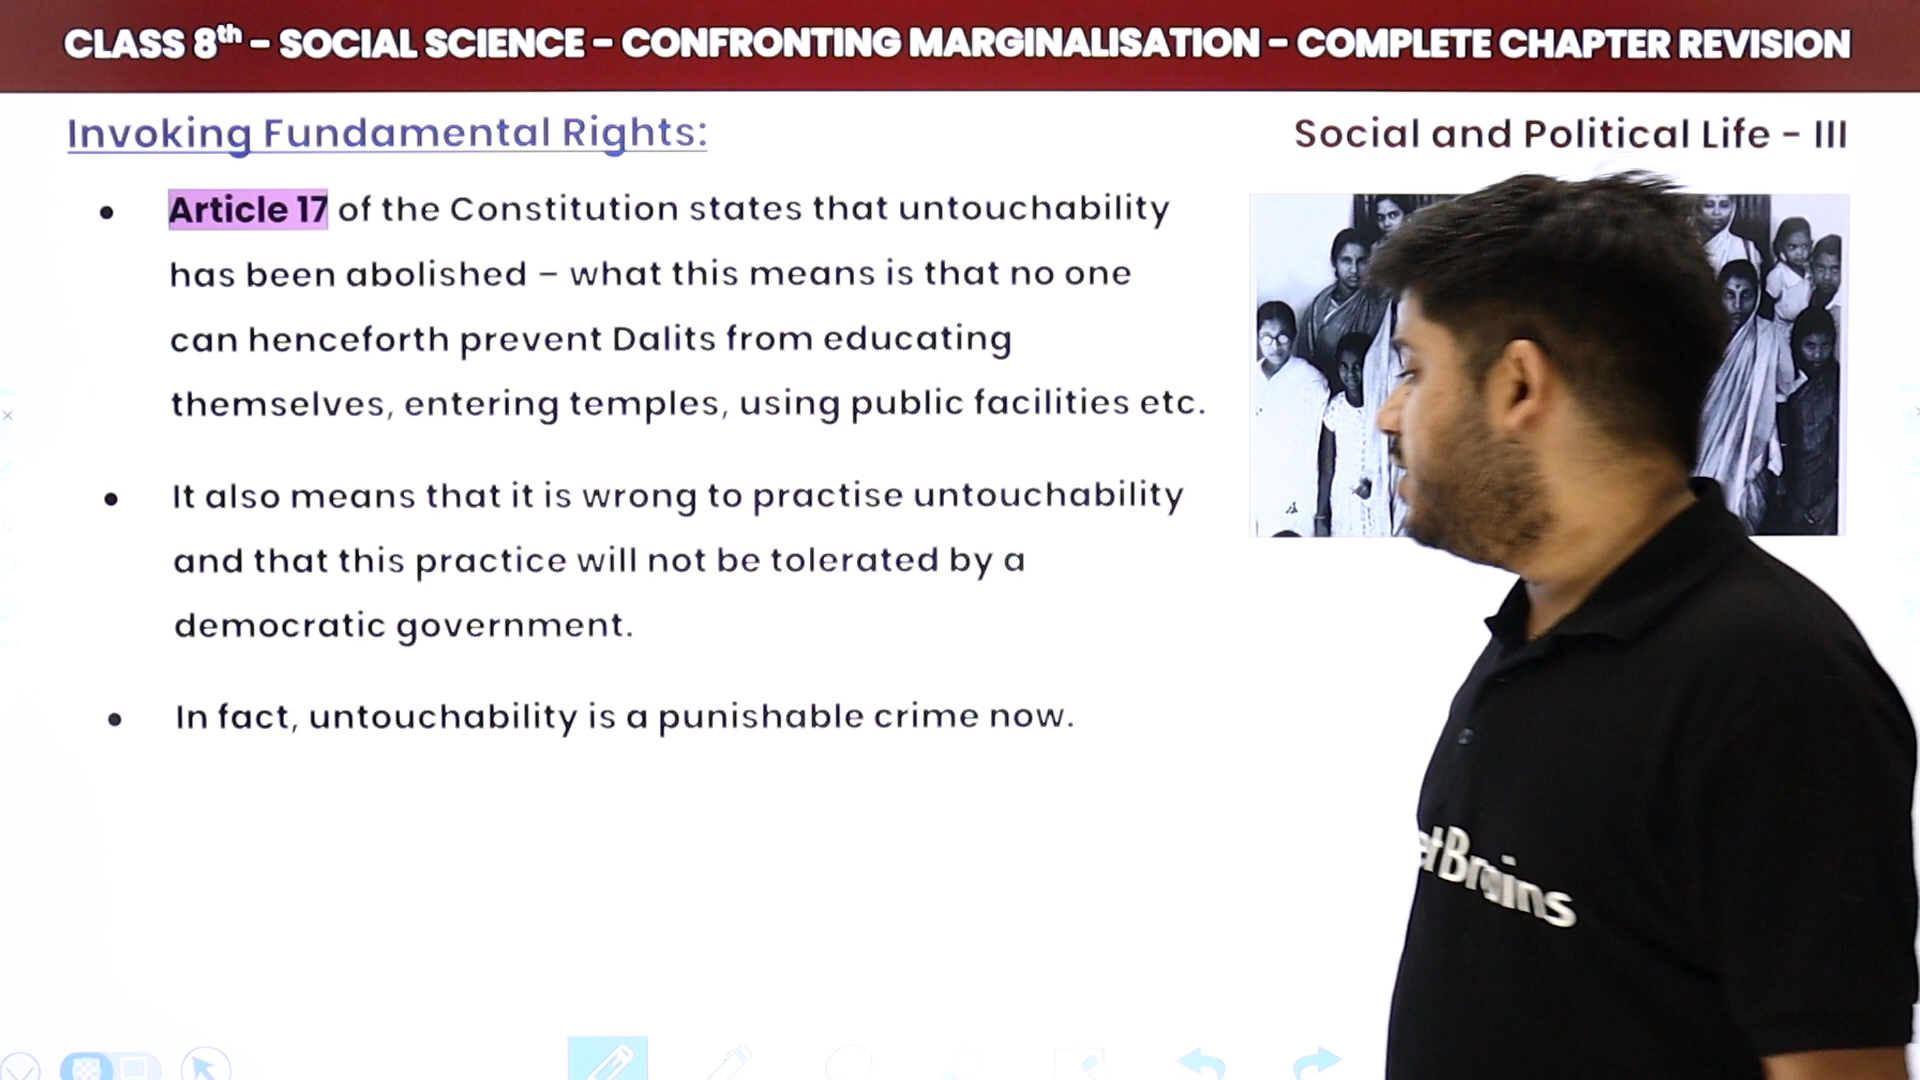 CLASS 8th – SOCIAL SCIENCE – CONFRONTING MARGINALISATION – COMPLETE CHAPTER REVISION
Invoking Fundamental Rights:
Social and Political Life – III
• Article 17 of the Constitution states that untouchability
has been abolished – what this means is that no one
can henceforth prevent Dalits from educating
themselves, entering temples, using public facilities etc.
• It also means that it is wrong to practise untouchability
and that this practice will not be tolerated by a
democratic government.
• In fact, untouchability is a punishable crime now.